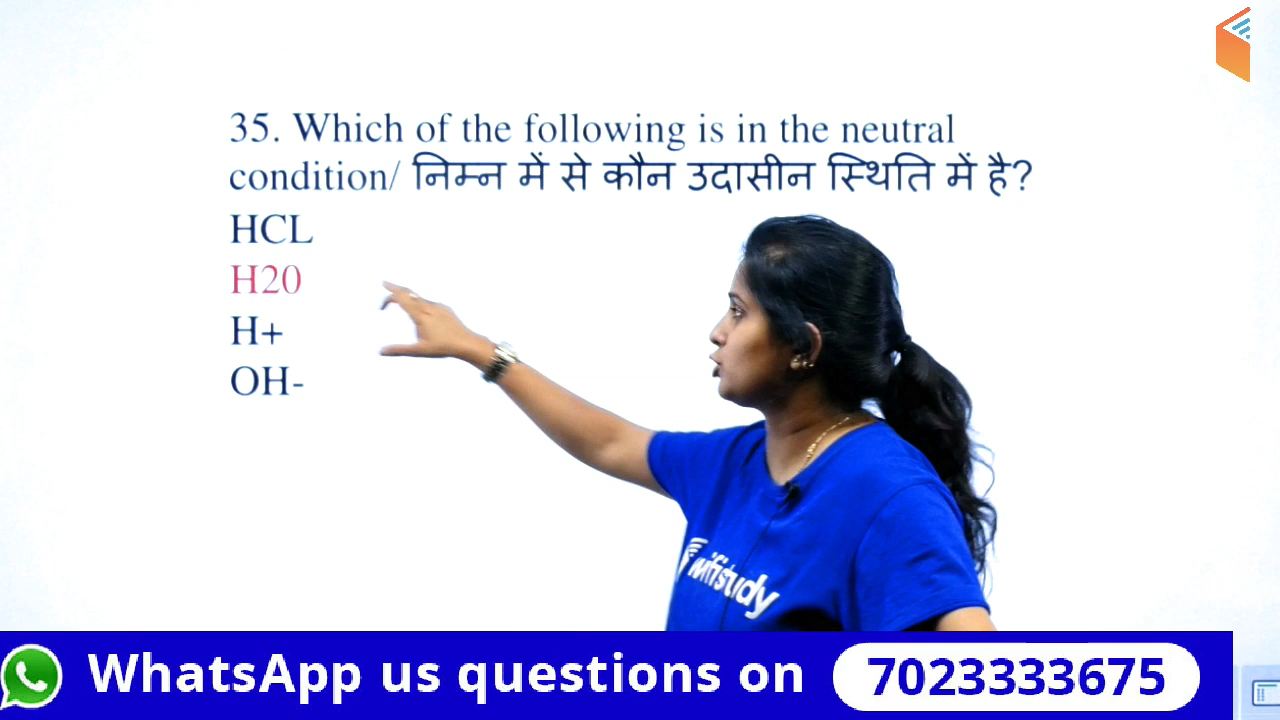 35. Which of the following is in the neutral
condition/ निम्न में से कौन उदासीन स्थिति में है?
HCL
H20
H+
OH-
wifistudy
WhatsApp us questions on 7023333675